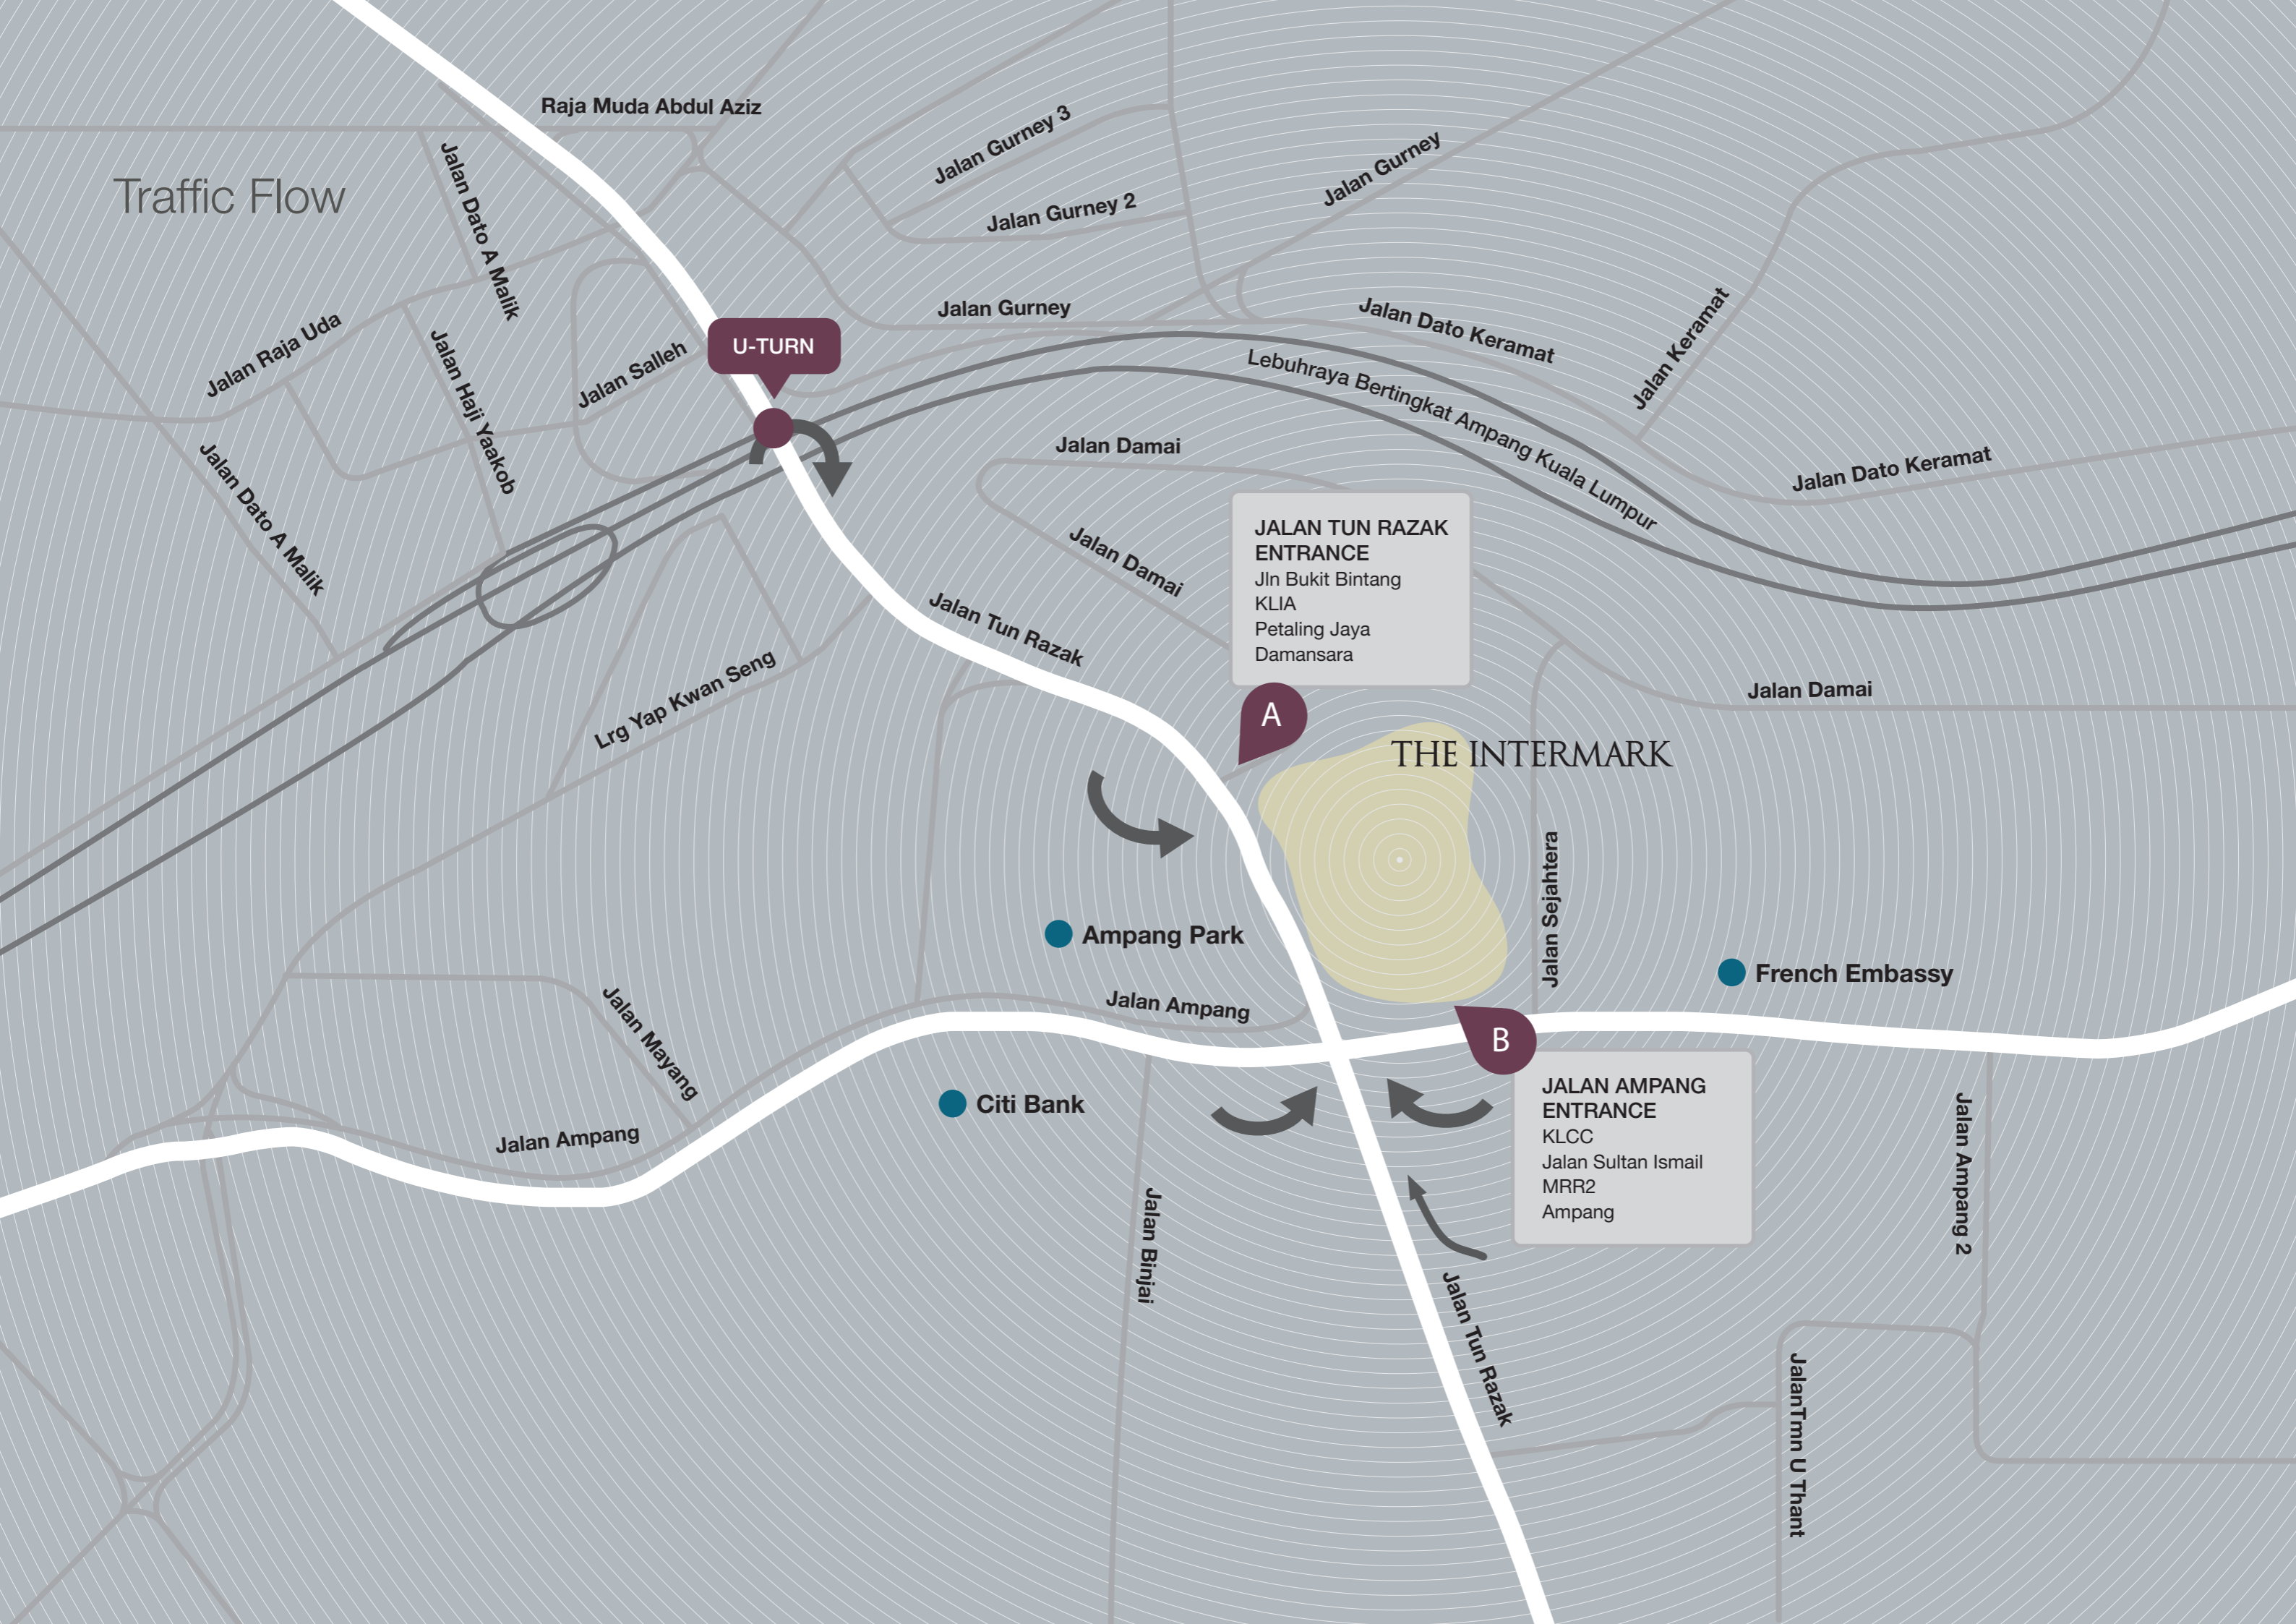 Raja Muda Abdul Aziz
Traffic Flow
Jalan Dato A Malik
Jalan Gurney 3
Jalan Gurney 2
Jalan Gurney
Jalan Raja Uda
Jalan Haji Yaakob
Jalan Salleh
U-TURN
Jalan Gurney
Jalan Dato Keramat
Jalan Keramat
Lebuhraya Bertingkat Ampang Kuala Lumpur
Jalan Dato Keramat
Jalan Dato A Malik
Jalan Damai
Jalan Damai
JALAN TUN RAZAK
ENTRANCE
Jln Bukit Bintang
KLIA
Petaling Jaya
Damansara
Jalan Tun Razak
Lrg Yap Kwan Seng
Jalan Damai
A
THE INTERMARK
Jalan Sejahtera
Ampang Park
French Embassy
Jalan Ampang
Jalan Mayang
B
Citi Bank
Jalan Ampang
JALAN AMPANG
ENTRANCE
KLCC
Jalan Sultan Ismail
MRR2
Ampang
Jalan Ampang 2
Jalan Binjai
Jalan Tun Razak
JalanTmn U Thant